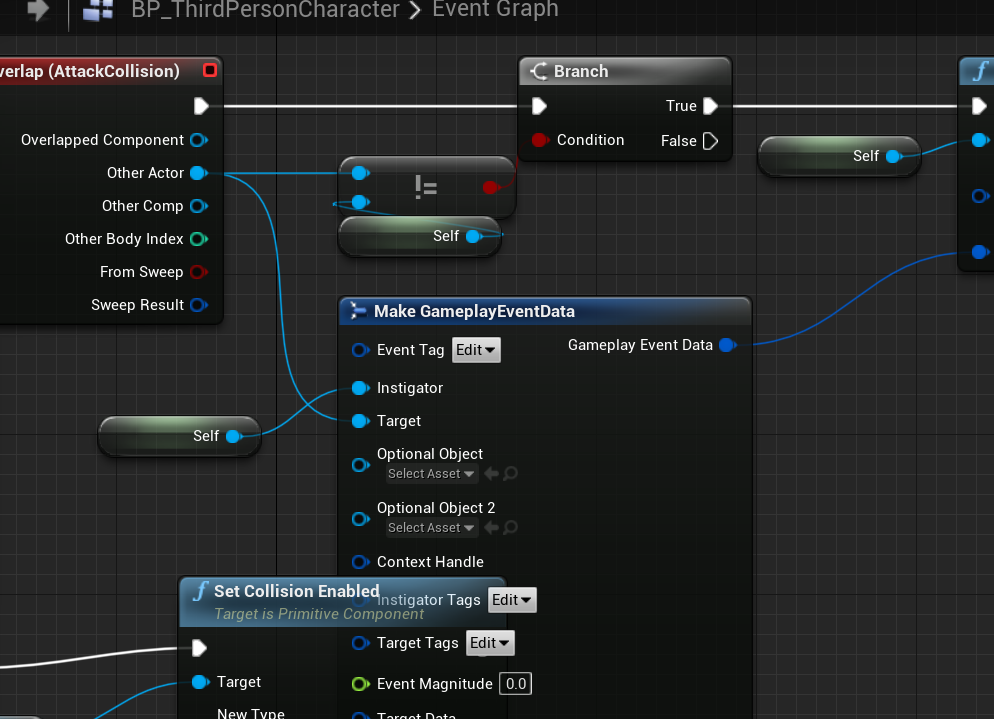 BP_ThirdPersonCharacter > Event Graph
verlap (AttackCollision)
Overlapped Component
Other Actor
Other Comp
Other Body Index
From Sweep
Sweep Result
!=
Self
Branch
Condition
True
False
Self
f
Self
Make GameplayEventData
Event Tag Edit
Gameplay Event Data
Instigator
Target
Optional Object
Select Asset
Optional Object 2
Select Asset
Context Handle
Instigator Tags Edit
Target Tags Edit
Event Magnitude 0.0
Target Data
f Set Collision Enabled
Target is Primitive Component
Target
New Type